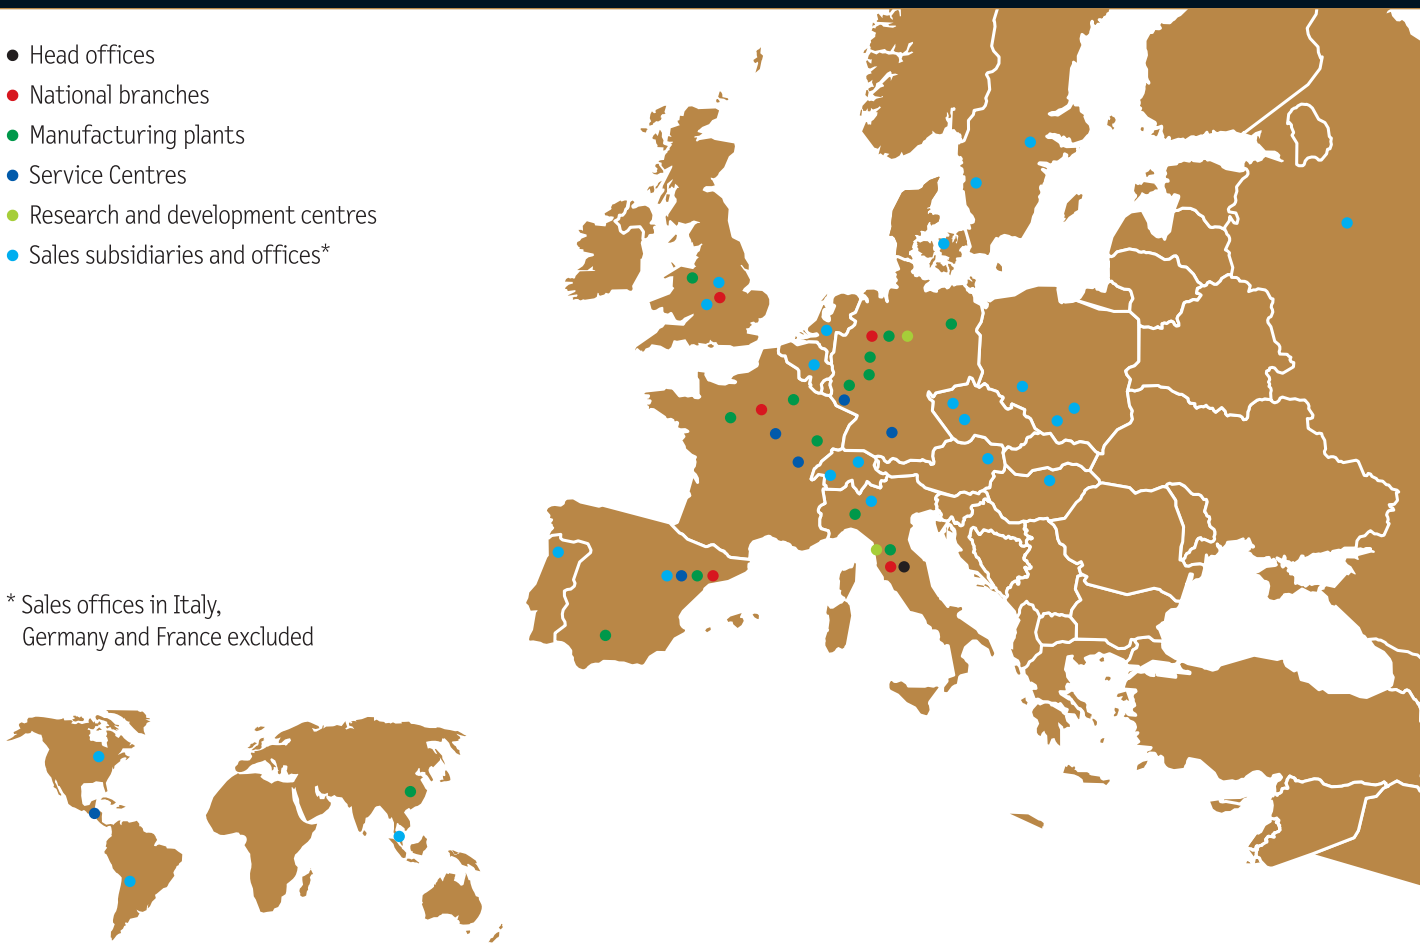 Head offices
National branches
Manufacturing plants
Service Centres
Research and development centres
Sales subsidiaries and offices*
* Sales offices in Italy,
Germany and France excluded